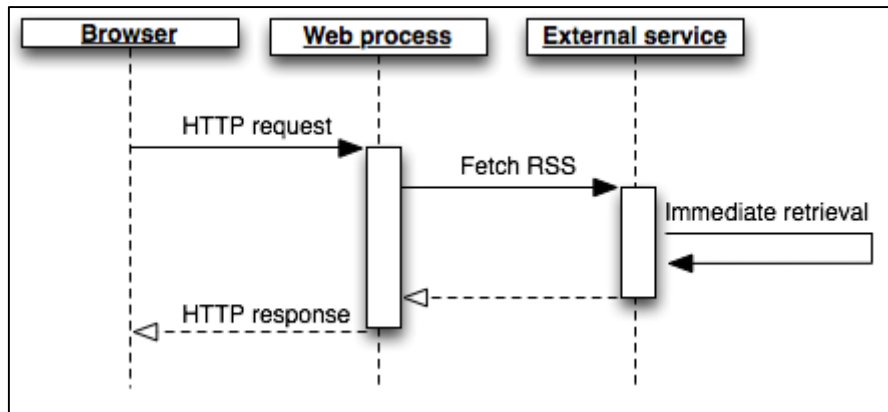 Browser
Web process
External service
HTTP request
Fetch RSS
Immediate retrieval
HTTP response